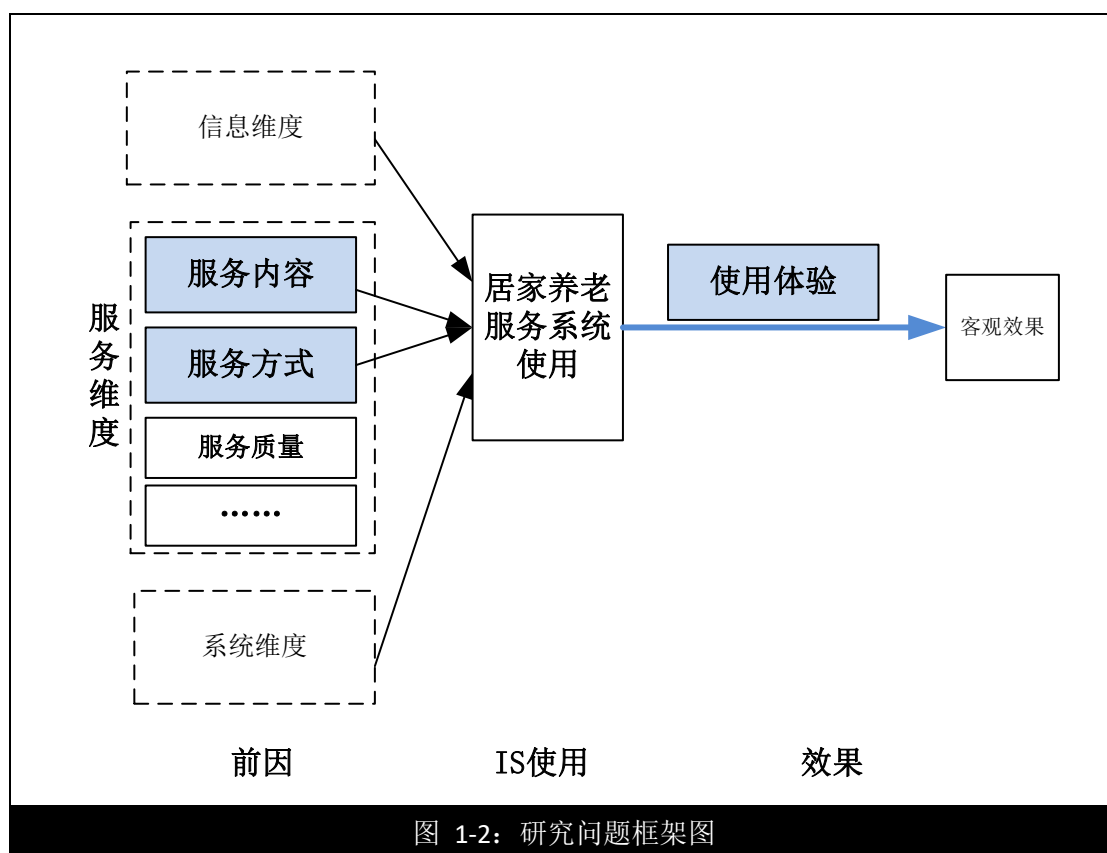 信息维度
服务维度
服务内容
服务方式
服务质量
……
系统维度
居家养老
服务系统
使用
使用体验
客观效果
前因
IS使用
效果
图 1-2：研究问题框架图